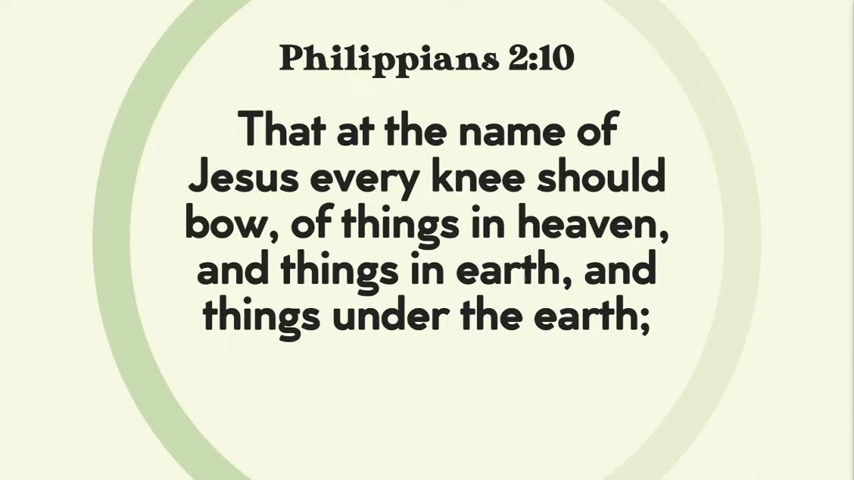 Philippians 2:10
That at the name of
Jesus every knee should
bow, of things in heaven,
and things in earth, and
things under the earth;